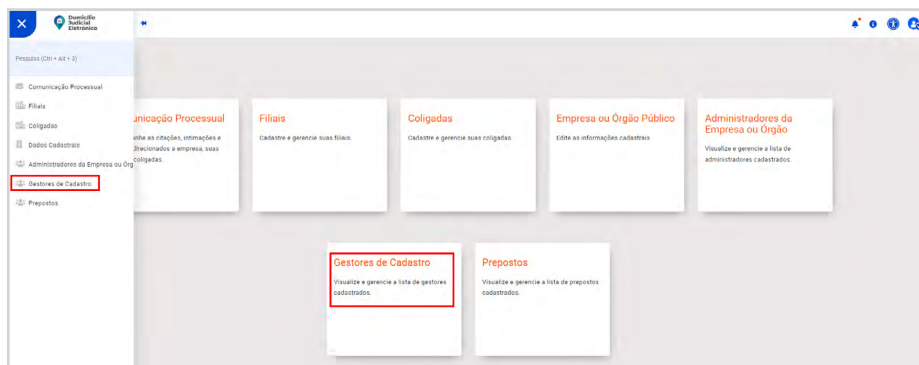 Domicílio
Judicial
Eletrônico
Pesquisa (Ctrl + Alt + 3)
Comunicação Processual
Filiais
Coligadas
Dados Cadastrais
Administradores da Empresa ou Órg
Gestores de Cadastro
Prepostos
unicação Processual
nhe as citações, intimações e
direcionados a empresa, suas
coligadas.
Filiais
Cadastre e gerencie suas filiais.
Coligadas
Cadastre e gerencie suas coligadas.
Empresa ou Órgão Público
Edite as informações cadastrais
Administradores da
Empresa ou Órgão
Visualize e gerencie a lista de
administradores cadastrados.
Gestores de Cadastro
Visualize e gerencie a lista de gestores
cadastrados.
Prepostos
Visualize e gerencie a lista de prepostos
cadastrados.